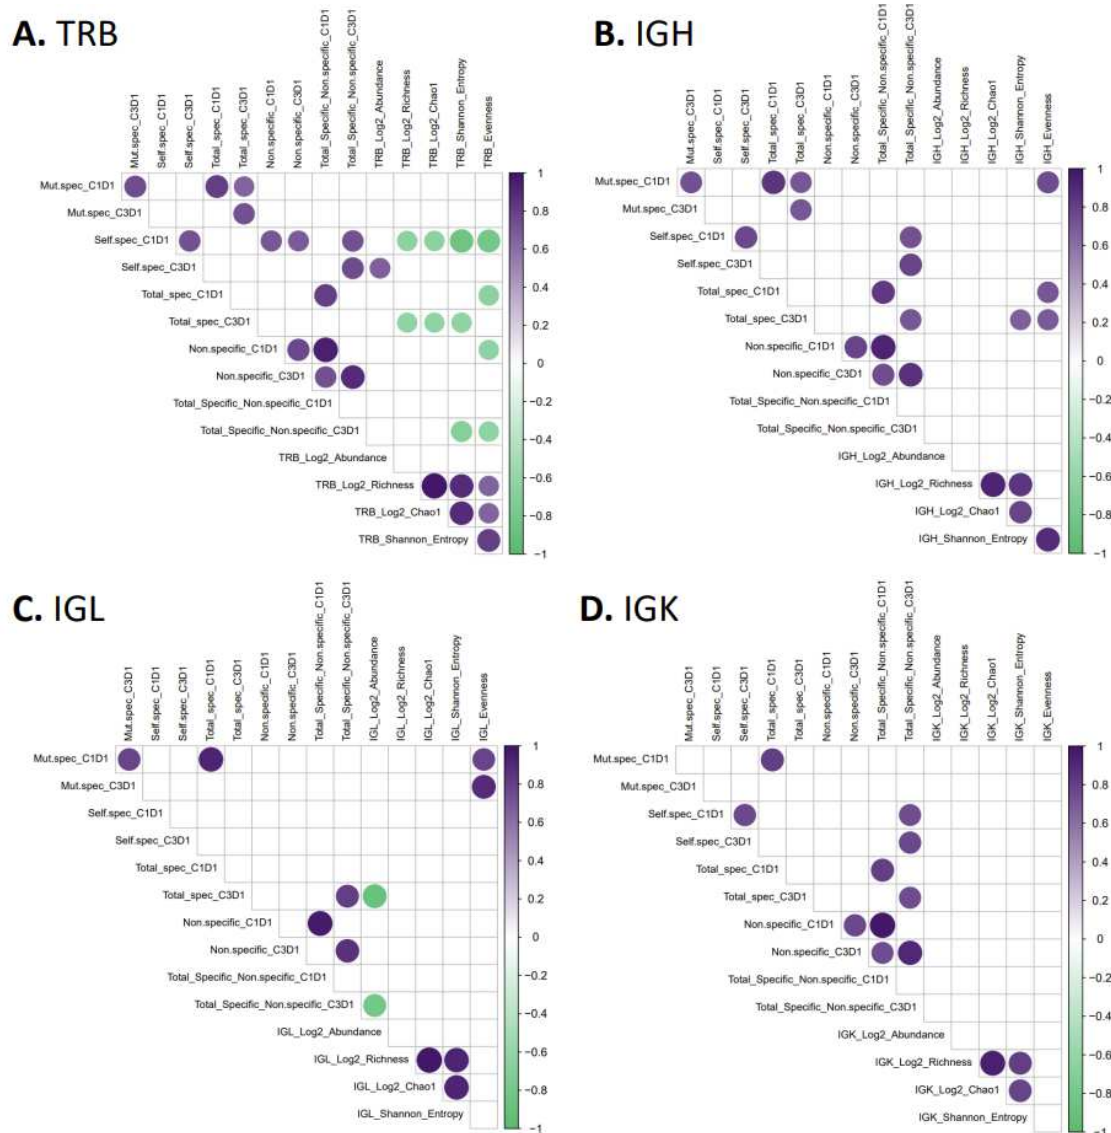 A. TRB
Mut.spec_C3D1
Self.spec_C1D1
Self.spec_C3D1
Total_spec_C1D1
Total_spec_C3D1
Non.specific_C1D1
Non.specific_C3D1
Total_Specific_Non.specific_C1D1
Total_Specific_Non.specific_C3D1
TRB_Log2_Abundance
TRB_Log2_Richness
TRB_Log2_Chao1
TRB_Shannon_Entropy
TRB_Evenness
Mut.spec_C1D1
Mut.spec_C3D1
Self.spec_C1D1
Self.spec_C3D1
Total_spec_C1D1
Total_spec_C3D1
Non.specific_C1D1
Non.specific_C3D1
Total_Specific_Non.specific_C1D1
Total_Specific_Non.specific_C3D1
TRB_Log2_Abundance
TRB_Log2_Richness
TRB_Log2_Chao1
TRB_Shannon_Entropy
1
0.8
0.6
0.4
0.2
0
−0.2
−0.4
−0.6
−0.8
−1
B. IGH
Mut.spec_C3D1
Self.spec_C1D1
Self.spec_C3D1
Total_spec_C1D1
Total_spec_C3D1
Non.specific_C1D1
Non.specific_C3D1
Total_Specific_Non.specific_C1D1
Total_Specific_Non.specific_C3D1
IGH_Log2_Abundance
IGH_Log2_Richness
IGH_Log2_Chao1
IGH_Shannon_Entropy
IGH_Evenness
Mut.spec_C1D1
Mut.spec_C3D1
Self.spec_C1D1
Self.spec_C3D1
Total_spec_C1D1
Total_spec_C3D1
Non.specific_C1D1
Non.specific_C3D1
Total_Specific_Non.specific_C1D1
Total_Specific_Non.specific_C3D1
IGH_Log2_Abundance
IGH_Log2_Richness
IGH_Log2_Chao1
IGH_Shannon_Entropy
1
0.8
0.6
0.4
0.2
0
−0.2
−0.4
−0.6
−0.8
−1
C. IGL
Mut.spec_C3D1
Self.spec_C1D1
Self.spec_C3D1
Total_spec_C1D1
Total_spec_C3D1
Non.specific_C1D1
Non.specific_C3D1
Total_Specific_Non.specific_C1D1
Total_Specific_Non.specific_C3D1
IGL_Log2_Abundance
IGL_Log2_Richness
IGL_Log2_Chao1
IGL_Shannon_Entropy
IGL_Evenness
Mut.spec_C1D1
Mut.spec_C3D1
Self.spec_C1D1
Self.spec_C3D1
Total_spec_C1D1
Total_spec_C3D1
Non.specific_C1D1
Non.specific_C3D1
Total_Specific_Non.specific_C1D1
Total_Specific_Non.specific_C3D1
IGL_Log2_Abundance
IGL_Log2_Richness
IGL_Log2_Chao1
IGL_Shannon_Entropy
1
0.8
0.6
0.4
0.2
0
−0.2
−0.4
−0.6
−0.8
−1
D. IGK
Mut.spec_C3D1
Self.spec_C1D1
Self.spec_C3D1
Total_spec_C1D1
Total_spec_C3D1
Non.specific_C1D1
Non.specific_C3D1
Total_Specific_Non.specific_C1D1
Total_Specific_Non.specific_C3D1
IGK_Log2_Abundance
IGK_Log2_Richness
IGK_Log2_Chao1
IGK_Shannon_Entropy
IGK_Evenness
Mut.spec_C1D1
Mut.spec_C3D1
Self.spec_C1D1
Self.spec_C3D1
Total_spec_C1D1
Total_spec_C3D1
Non.specific_C1D1
Non.specific_C3D1
Total_Specific_Non.specific_C1D1
Total_Specific_Non.specific_C3D1
IGK_Log2_Abundance
IGK_Log2_Richness
IGK_Log2_Chao1
IGK_Shannon_Entropy
1
0.8
0.6
0.4
0.2
0
−0.2
−0.4
−0.6
−0.8
−1